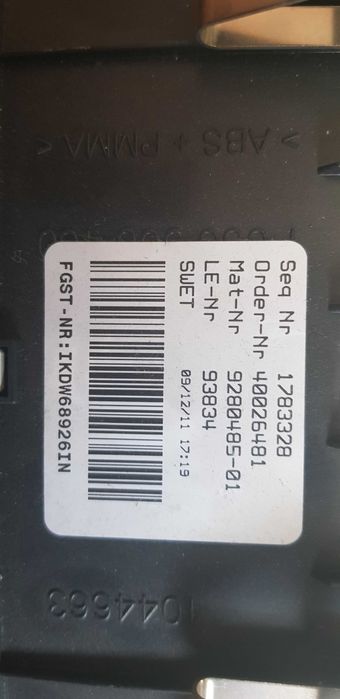 Seq Nr 1783328
Order-Nr 40026481
Mat-Nr 9280485-01
LE-Nr 93834
SWET 09/12/11 17:19
FGST-NR:IKDW68926IN
> ABS + PMMA <
1044663